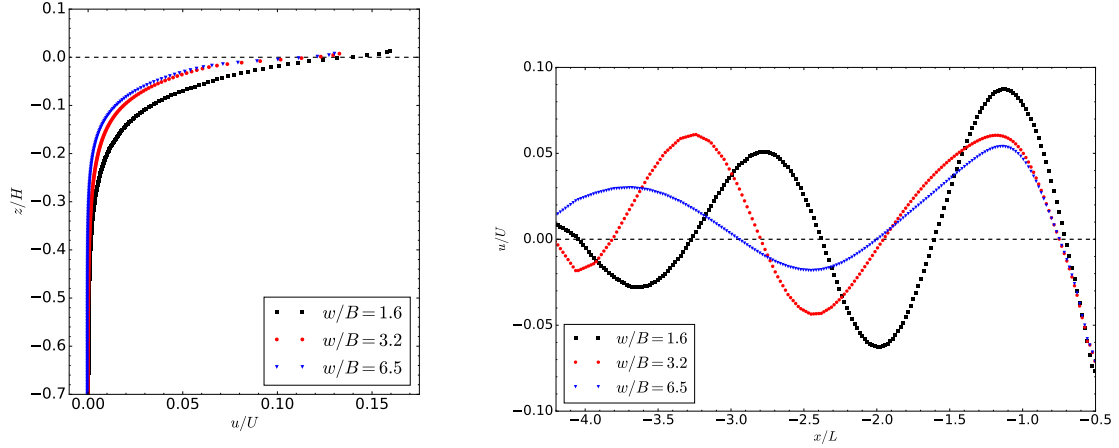 0.1
0.0
−0.1
−0.2
−0.3
−0.4
−0.5
−0.6
−0.7
z/H
w/B = 1.6
w/B = 3.2
w/B = 6.5
0.00 0.05 0.10 0.15
u/U
0.10
0.05
0.00
−0.05
−0.10
u/U
w/B = 1.6
w/B = 3.2
w/B = 6.5
−4.0 −3.5 −3.0 −2.5 −2.0 −1.5 −1.0 −0.5
x/L